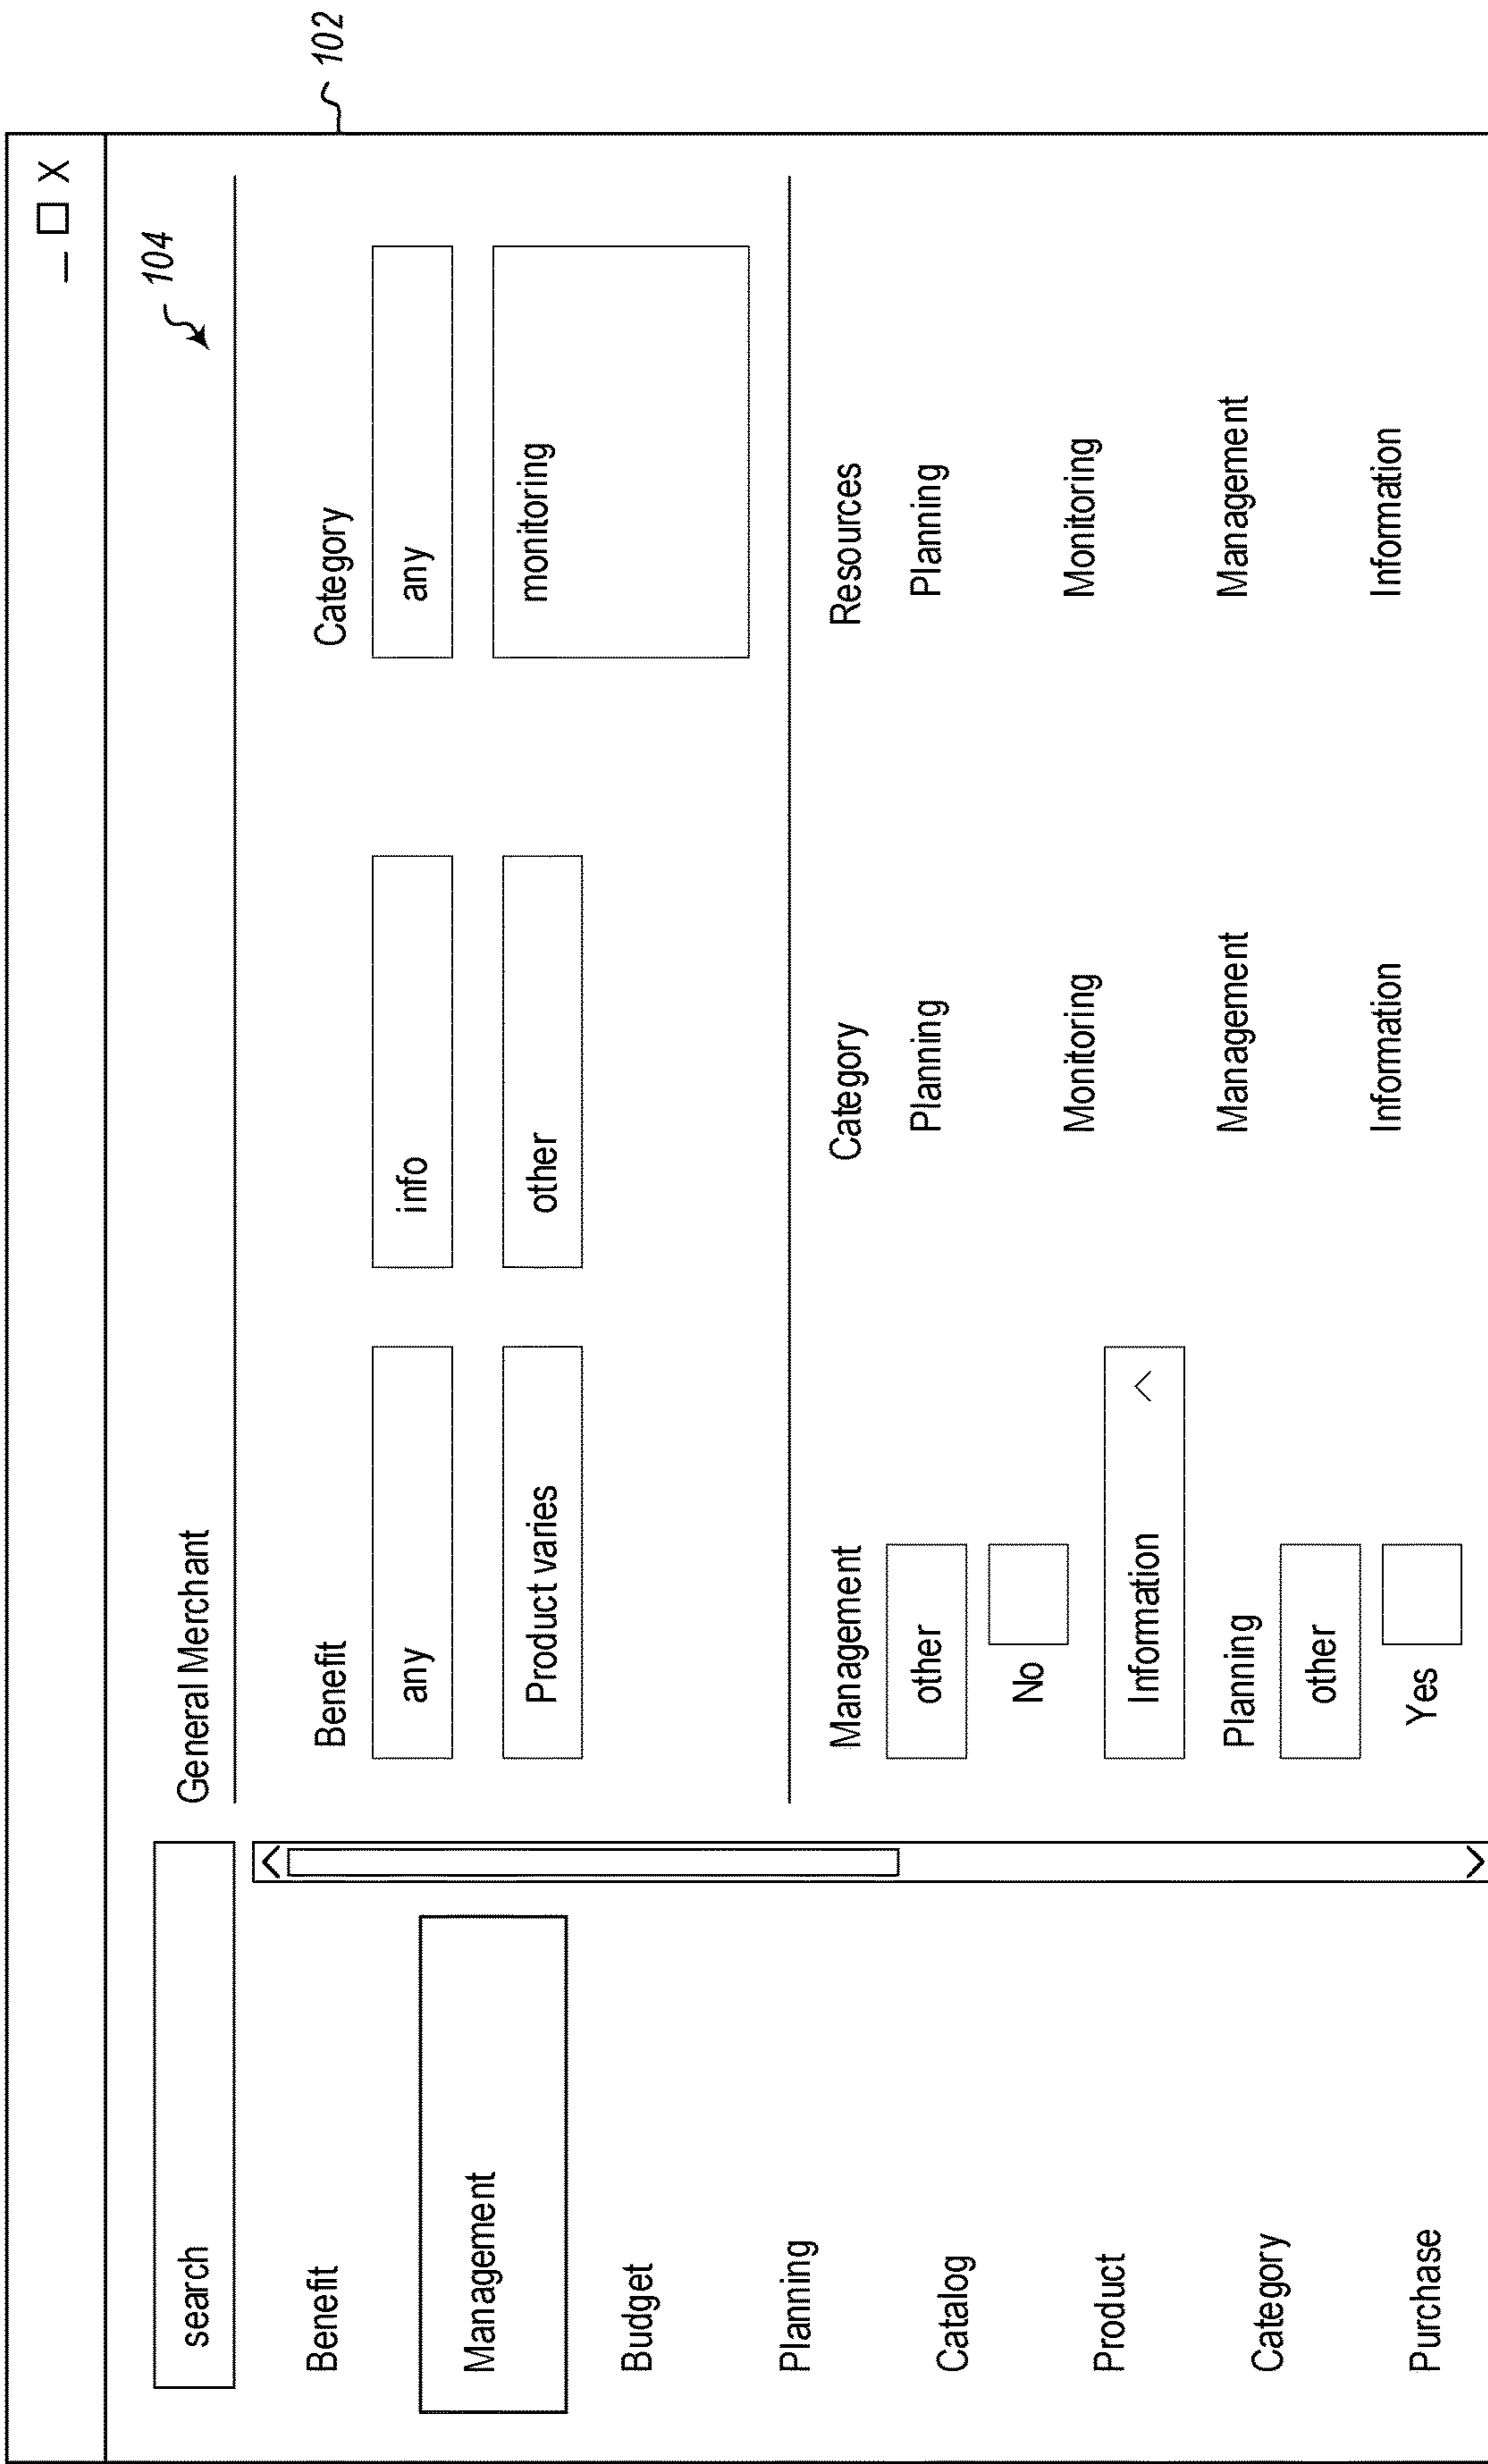 _ □ X
102
104
search
General Merchant
Benefit
Management
Budget
Planning
Catalog
Product
Category
Purchase
Benefit
any
Product varies
info
other
Category
any
monitoring
Management
other
No
Information
Planning
other
Yes
Category
Planning
Monitoring
Management
Information
Resources
Planning
Monitoring
Management
Information